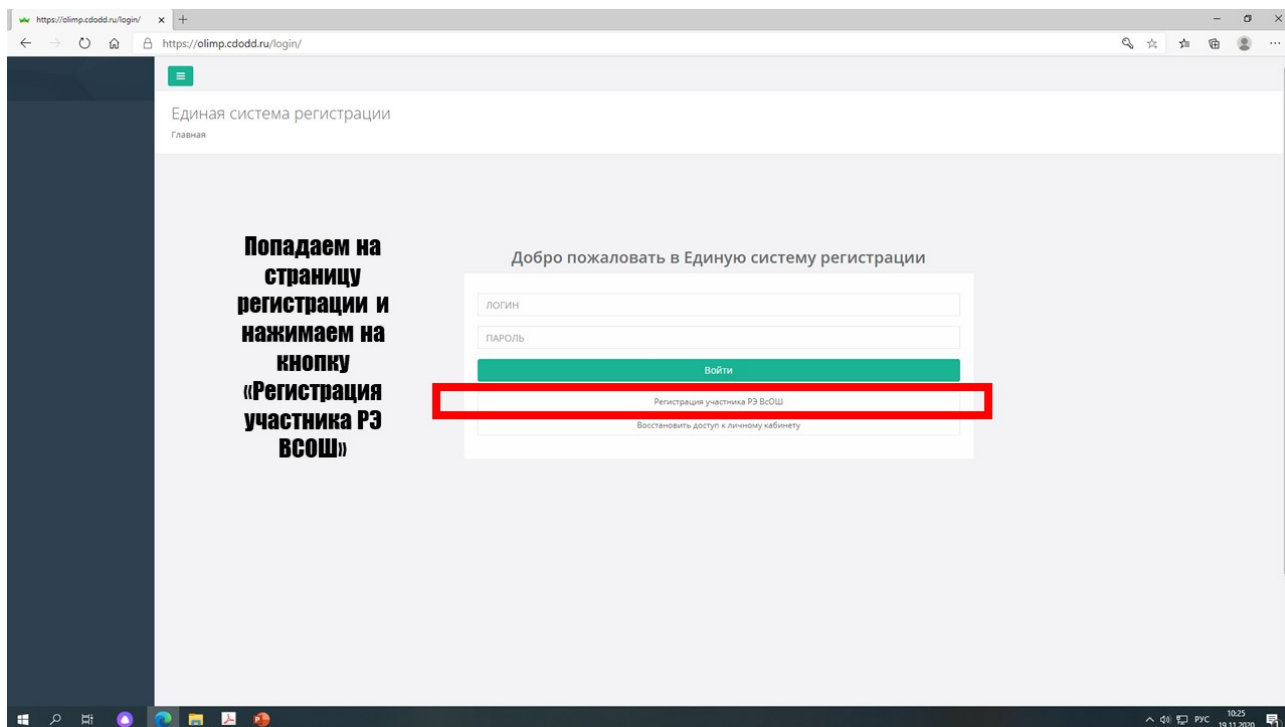 https://olimp.cdodd.ru/login/
https://olimp.cdodd.ru/login/
Единая система регистрации
Главная
Попадаем на
страницу
регистрации и
нажимаем на
кнопку
«Регистрация
участника РЭ
ВСОШ»
Добро пожаловать в Единую систему регистрации
ЛОГИН
ПАРОЛЬ
Войти
Регистрация участника РЭ ВсОШ
Восстановить доступ к личному кабинету
РУС
10:25
19.11.2020